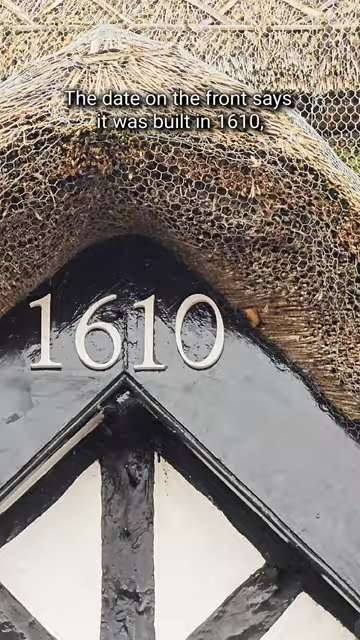 The date on the front says
it was built in 1610,
1610